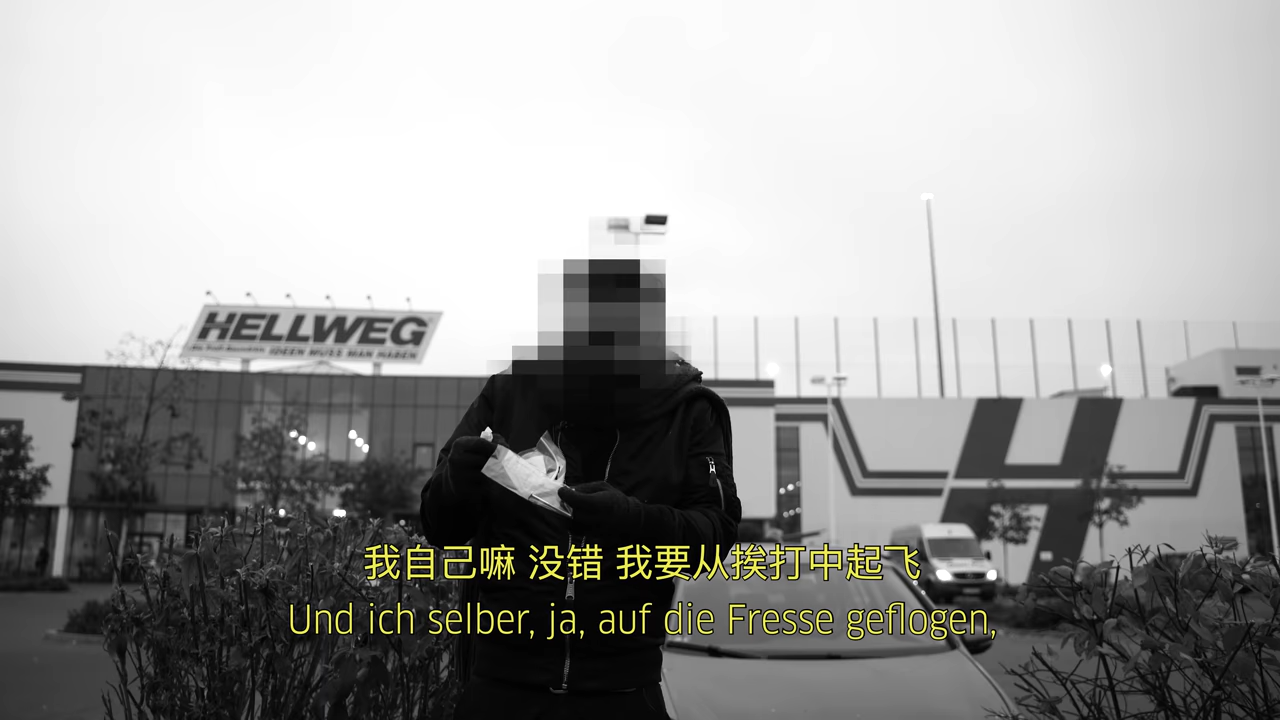 HELLWEG
IDEEN MUSS MAN HABEN
我自己嘛 没错 我要从挨打中起飞
Und ich selber, ja, auf die Fresse geflogen,